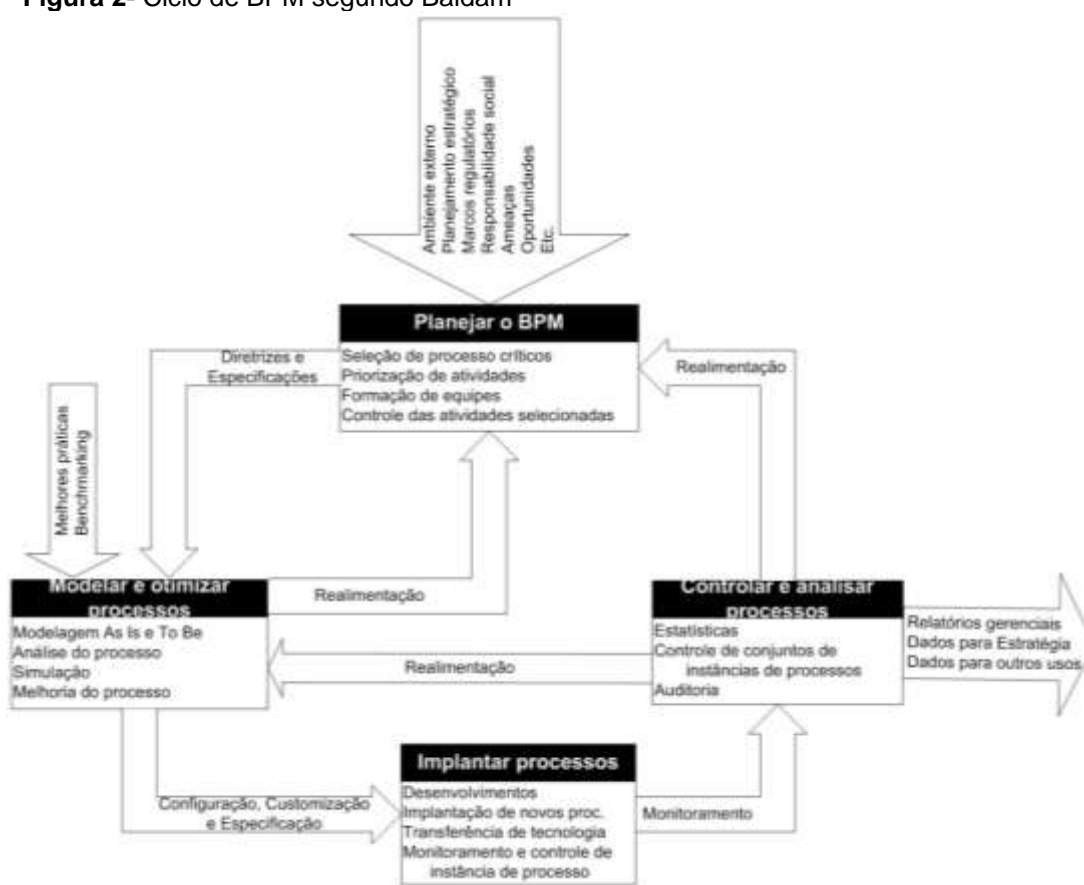 Figura 2- Ciclo de BPM segundo Baldam
Ambiente externo
Planejamento estratégico
Marcos regulatórios
Responsabilidade social
Ameaças
Oportunidades
Etc.
Planejar o BPM
Seleção de processo críticos
Priorização de atividades
Formação de equipes
Controle das atividades selecionadas
Diretrizes e
Especificações
Realimentação
Melhores práticas
Benchmarking
Modelar e otimizar
processos
Modelagem As Is e To Be
Análise do processo
Simulação
Melhoria do processo
Realimentação
Realimentação
Controlar e analisar
processos
Estatísticas
Controle de conjuntos de
instâncias de processos
Auditoria
Relatórios gerenciais
Dados para Estratégia
Dados para outros usos
Configuração, Customização
e Especificação
Implantar processos
Desenvolvimentos
Implantação de novos proc.
Transferência de tecnologia
Monitoramento e controle de
instância de processo
Monitoramento